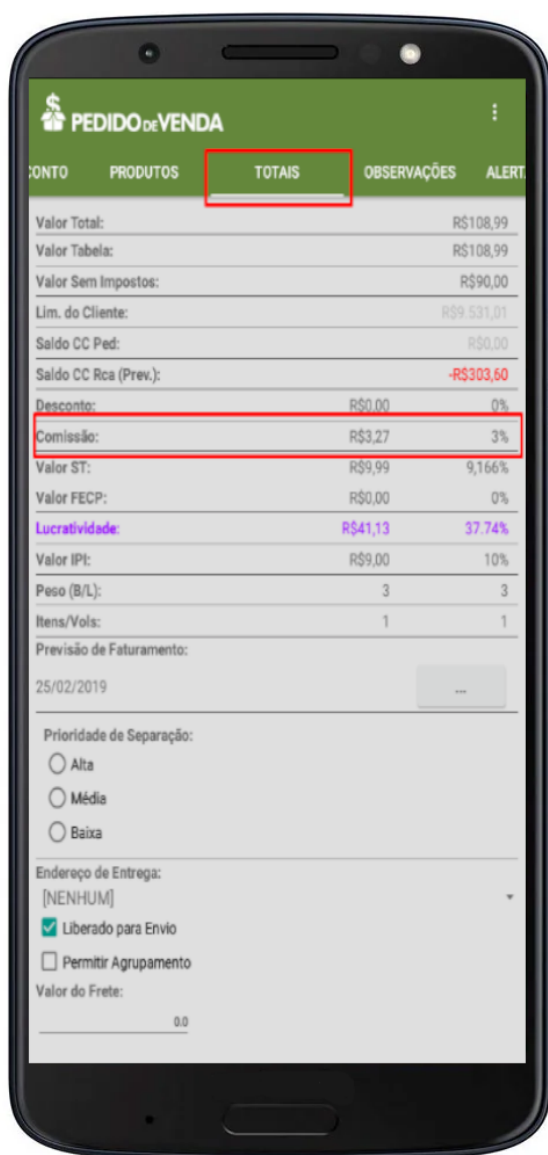 PEDIDO DE VENDA
CONTO PRODUTOS TOTAIS OBSERVAÇÕES ALERT
Valor Total: R$108,99
Valor Tabela: R$108,99
Valor Sem Impostos: R$90,00
Lim. do Cliente: R$9.531,01
Saldo CC Ped: R$0,00
Saldo CC Rca (Prev.): -R$303,60
Desconto: R$0,00 0%
Comissão: R$3,27 3%
Valor ST: R$9,99 9,166%
Valor FECP: R$0,00 0%
Lucratividade: R$41,13 37.74%
Valor IPI: R$9,00 10%
Peso (B/L): 3 3
Itens/Vols: 1 1
Previsão de Faturamento:
25/02/2019 ...
Prioridade de Separação:
Alta
Média
Baixa
Endereço de Entrega:
[NENHUM]
Liberado para Envio
Permitir Agrupamento
Valor do Frete:
0.0